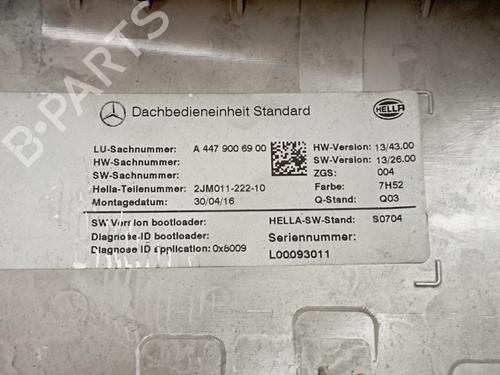 Dachbedieneinheit Standard
HELLA
LU-Sachnummer: A 447 900 69 00
HW-Sachnummer:
SW-Sachnummer:
Hella-Teilenummer: 2JM011-222-10
Montagedatum: 30/04/16
HW-Version: 13/43.00
SW-Version: 13/26.00
ZGS: 004
Farbe: 7H52
Q-Stand: Q03
SW Version bootloader:
Diagnose-ID bootloader:
Diagnose ID application: 0x6009
HELLA-SW-Stand: S0704
Seriennummer:
L00093011
B-PARTS